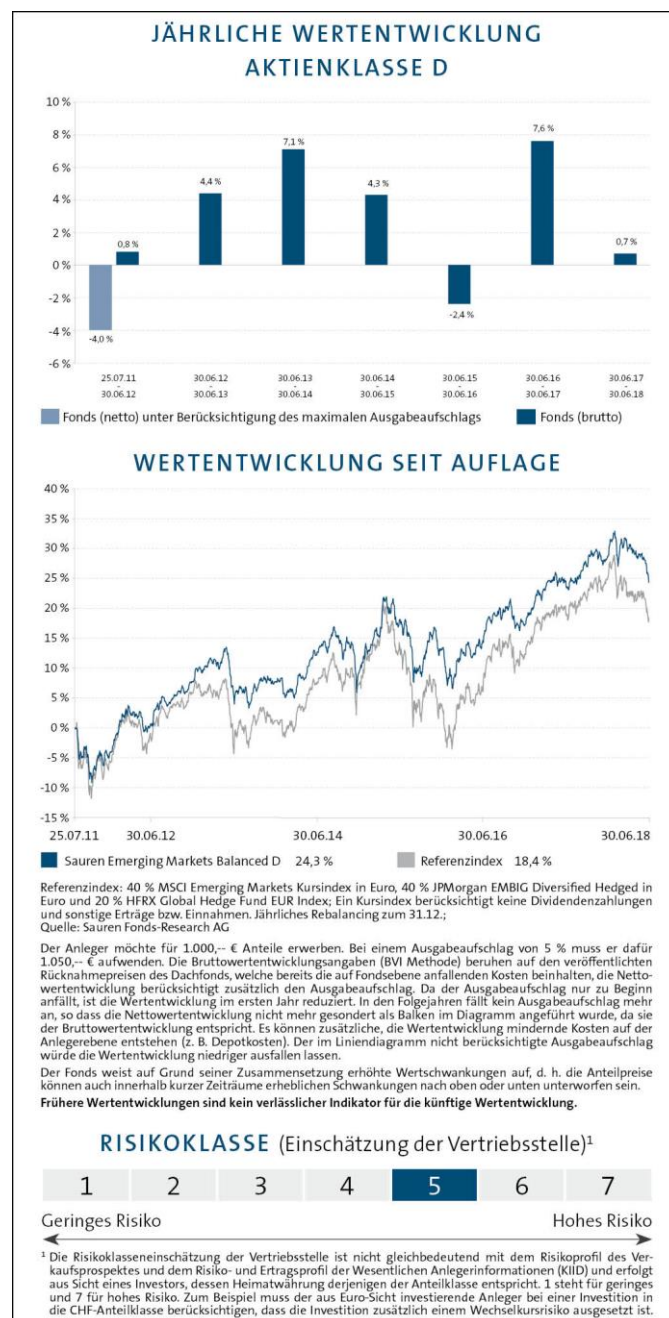 JÄHRLICHE WERTENTWICKLUNG
AKTIENKLASSE D
10 %
8 %
6 %
4 %
2 %
0 %
-2 %
-4 %
-6 %
-4,0 %
0,8 %
4,4 %
7,1 %
4,3 %
-2,4 %
7,6 %
0,7 %
25.07.11 - 30.06.12
30.06.12 - 30.06.13
30.06.13 - 30.06.14
30.06.14 - 30.06.15
30.06.15 - 30.06.16
30.06.16 - 30.06.17
30.06.17 - 30.06.18
Fonds (netto) unter Berücksichtigung des maximalen Ausgabeaufschlags Fonds (brutto)
WERTENTWICKLUNG SEIT AUFLAGE
40 %
35 %
30 %
25 %
20 %
15 %
10 %
5 %
0 %
-5 %
-10 %
-15 %
25.07.11 30.06.12 30.06.14 30.06.16 30.06.18
Sauren Emerging Markets Balanced D 24,3 % Referenzindex 18,4 %
Referenzindex: 40 % MSCI Emerging Markets Kursindex in Euro, 40 % JPMorgan EMBIG Diversified Hedged in
Euro und 20 % HFRX Global Hedge Fund EUR Index; Ein Kursindex berücksichtigt keine Dividendenzahlungen
und sonstige Erträge bzw. Einnahmen. Jährliches Rebalancing zum 31.12.;
Quelle: Sauren Fonds-Research AG
Der Anleger möchte für 1.000,-- € Anteile erwerben. Bei einem Ausgabeaufschlag von 5 % muss er dafür
1.050,-- € aufwenden. Die Bruttowertentwicklungsangaben (BVI Methode) beruhen auf den veröffentlichten
Rücknahmepreisen des Dachfonds, welche bereits die auf Fondsebene anfallenden Kosten beinhalten, die Netto-
wertentwicklung berücksichtigt zusätzlich den Ausgabeaufschlag. Da der Ausgabeaufschlag nur zu Beginn
anfällt, ist die Wertentwicklung im ersten Jahr reduziert. In den Folgejahren fällt kein Ausgabeaufschlag mehr
an, so dass die Nettowertentwicklung nicht mehr gesondert als Balken im Diagramm angeführt wurde, da sie
der Bruttowertentwicklung entspricht. Es können zusätzliche, die Wertentwicklung mindernde Kosten auf der
Anlegerebene entstehen (z. B. Depotkosten). Der im Liniendiagramm nicht berücksichtigte Ausgabeaufschlag
würde die Wertentwicklung niedriger ausfallen lassen.
Der Fonds weist auf Grund seiner Zusammensetzung erhöhte Wertschwankungen auf, d. h. die Anteilpreise
können auch innerhalb kurzer Zeiträume erheblichen Schwankungen nach oben oder unten unterworfen sein.
Frühere Wertentwicklungen sind kein verlässlicher Indikator für die künftige Wertentwicklung.
RISIKOKLASSE (Einschätzung der Vertriebsstelle)¹
1 2 3 4 5 6 7
Geringes Risiko Hohes Risiko
¹ Die Risikoklasseneinschätzung der Vertriebsstelle ist nicht gleichbedeutend mit dem Risikoprofil des Ver-
kaufsprospektes und dem Risiko- und Ertragsprofil der Wesentlichen Anlegerinformationen (KIID) und erfolgt
aus Sicht eines Investors, dessen Heimatwährung derjenigen der Anteilklasse entspricht. 1 steht für geringes
und 7 für hohes Risiko. Zum Beispiel muss der aus Euro-Sicht investierende Anleger bei einer Investition in
die CHF-Anteilklasse berücksichtigen, dass die Investition zusätzlich einem Wechselkursrisiko ausgesetzt ist.